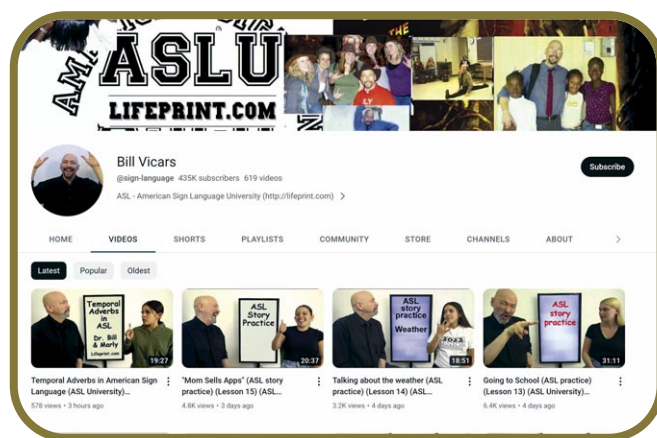 AMA
ASLU
LIFEPRINT.COM
THE
LY
Bill Vicars
@sign-language 435K subscribers 619 videos
Subscribe
ASL - American Sign Language University (http://lifeprint.com) >
HOME VIDEOS SHORTS PLAYLISTS COMMUNITY STORE CHANNELS ABOUT >
Latest Popular Oldest
Temporal
Adverbs
in
ASL
Dr. Bill
& Marly
Lifeprint.com
19:27
ASL
Story
Practice
20:37
ASL
story
practice
Weather
18:51
ASL
story
practice
31:11
Temporal Adverbs in American Sign
Language (ASL University)...
578 views • 3 hours ago
"Mom Sells Apps" (ASL story
practice) (Lesson 15) (ASL...
4.8K views • 3 days ago
Talking about the weather (ASL
practice) (Lesson 14) (ASL...
3.2K views • 4 days ago
Going to School (ASL practice)
(Lesson 13) (ASL University)...
6.4K views • 4 days ago